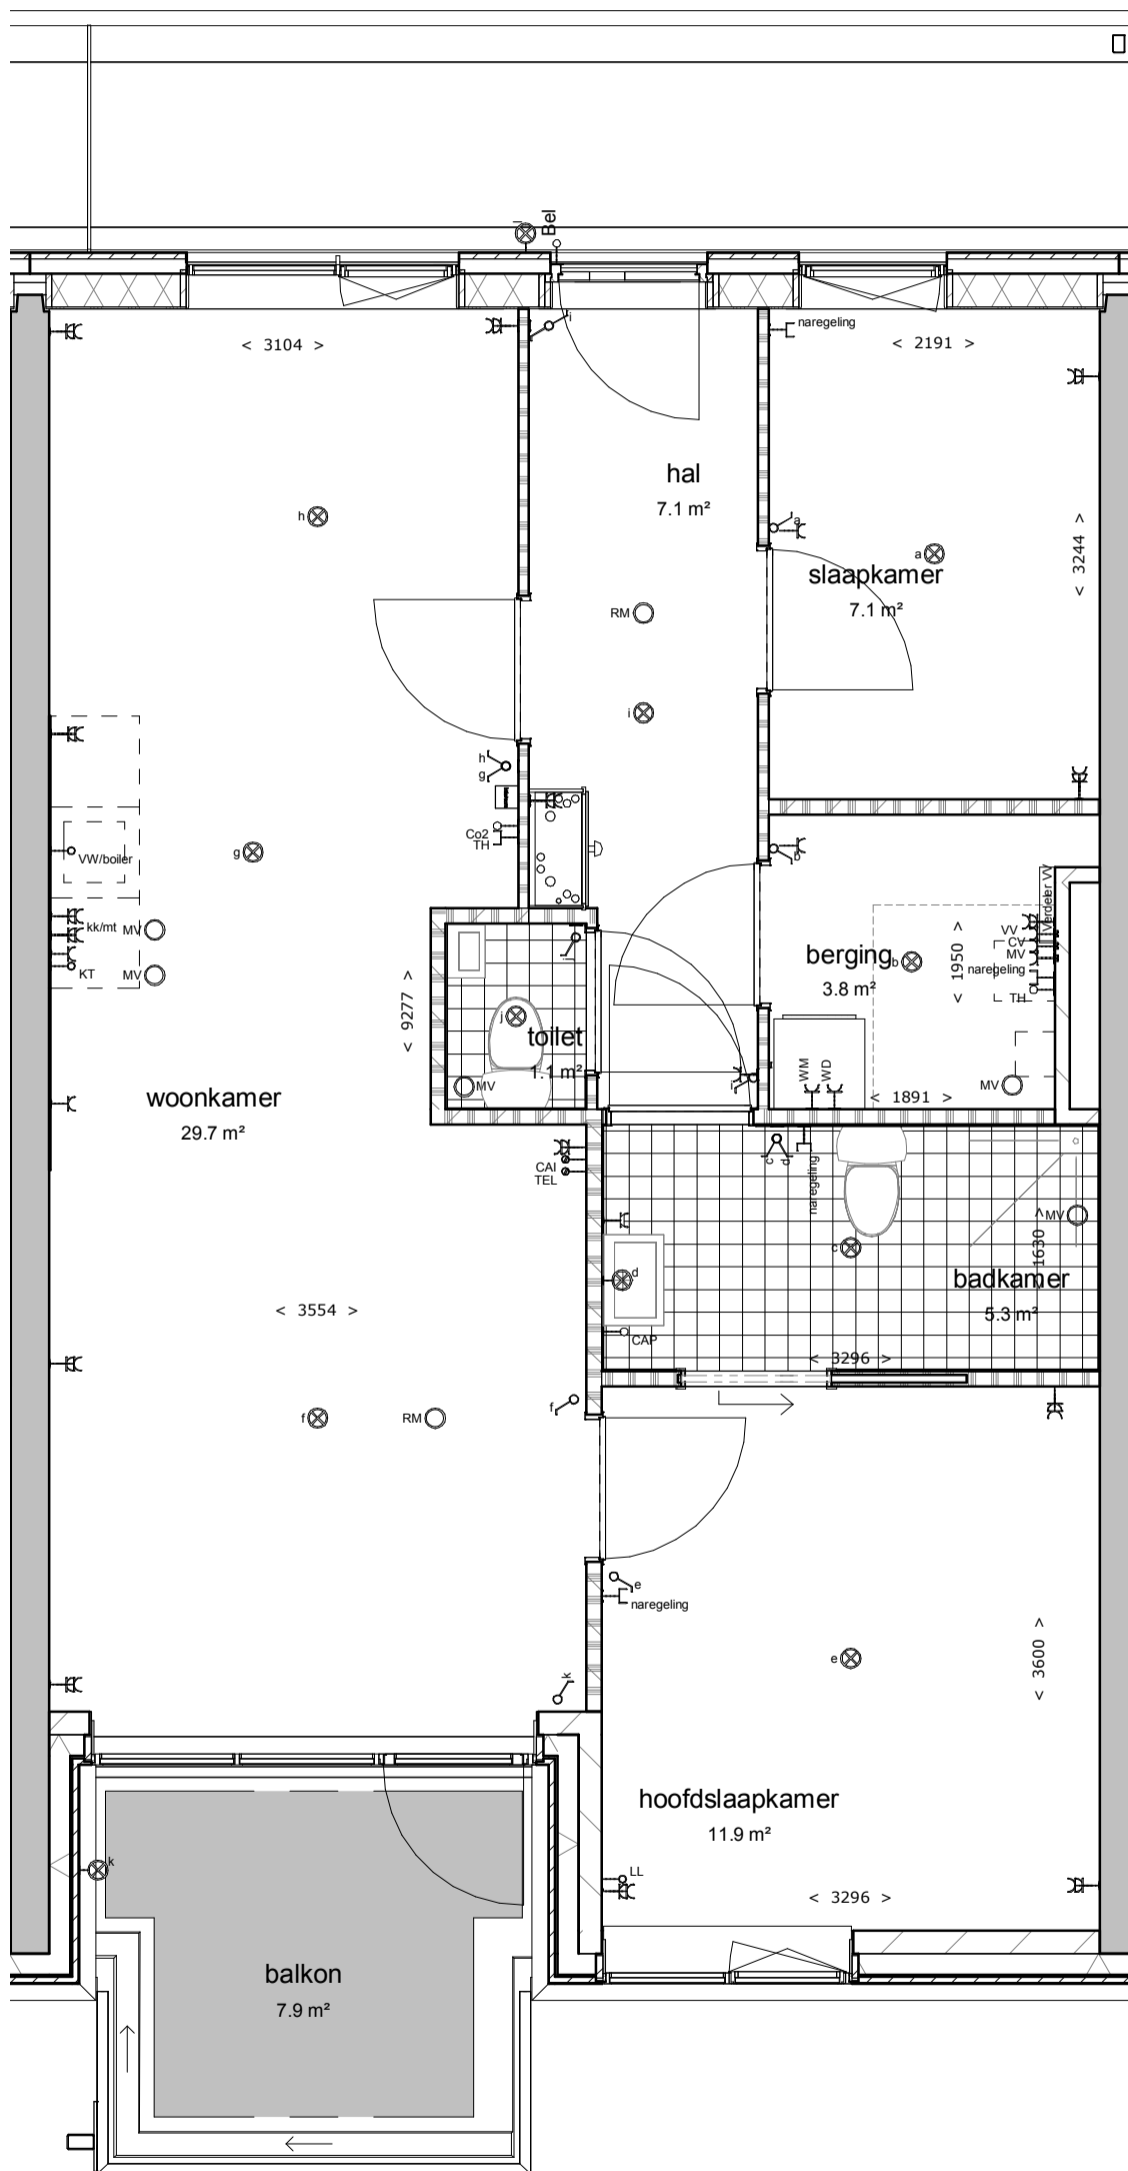 l
Bel
i
naregeling
< 3104 >
< 2191 >
hal
7.1 m²
h
a
a
< 3244 >
slaapkamer
7.1 m²
RM
i
h
g
Co2
TH
g
VW/boiler
b
Verdeler VV
kk/mt
MV
MV
KT
i
berging
b
3.8 m²
< 1950 >
VV
CV
MV
naregeling
TH
< 9277 >
j
toilet
1.1 m²
MV
WM
WD
MV
i
< 1891 >
woonkamer
29.7 m²
CAI
TEL
c
d
naregeling
MV
< 1630 >
c
d
badkamer
5.3 m²
CAP
< 3296 >
< 3554 >
f
RM
f
e
naregeling
e
< 3600 >
k
hoofdslaapkamer
11.9 m²
k
LL
< 3296 >
balkon
7.9 m²